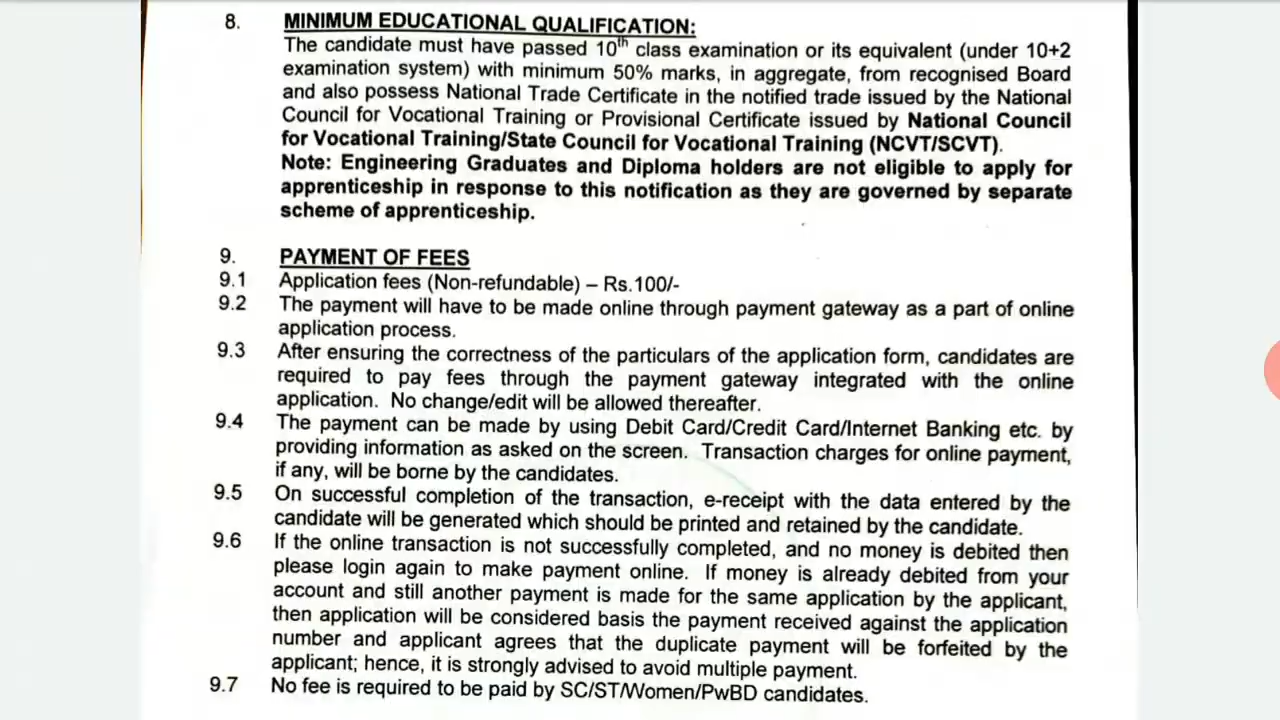 8. MINIMUM EDUCATIONAL QUALIFICATION:
The candidate must have passed 10th class examination or its equivalent (under 10+2
examination system) with minimum 50% marks, in aggregate, from recognised Board
and also possess National Trade Certificate in the notified trade issued by the National
Council for Vocational Training or Provisional Certificate issued by National Council
for Vocational Training/State Council for Vocational Training (NCVT/SCVT).
Note: Engineering Graduates and Diploma holders are not eligible to apply for
apprenticeship in response to this notification as they are governed by separate
scheme of apprenticeship.
9. PAYMENT OF FEES
9.1 Application fees (Non-refundable) – Rs.100/-
9.2 The payment will have to be made online through payment gateway as a part of online
application process.
9.3 After ensuring the correctness of the particulars of the application form, candidates are
required to pay fees through the payment gateway integrated with the online
application. No change/edit will be allowed thereafter.
9.4 The payment can be made by using Debit Card/Credit Card/Internet Banking etc. by
providing information as asked on the screen. Transaction charges for online payment,
if any, will be borne by the candidates.
9.5 On successful completion of the transaction, e-receipt with the data entered by the
candidate will be generated which should be printed and retained by the candidate.
9.6 If the online transaction is not successfully completed, and no money is debited then
please login again to make payment online. If money is already debited from your
account and still another payment is made for the same application by the applicant,
then application will be considered basis the payment received against the application
number and applicant agrees that the duplicate payment will be forfeited by the
applicant; hence, it is strongly advised to avoid multiple payment.
9.7 No fee is required to be paid by SC/ST/Women/PwBD candidates.